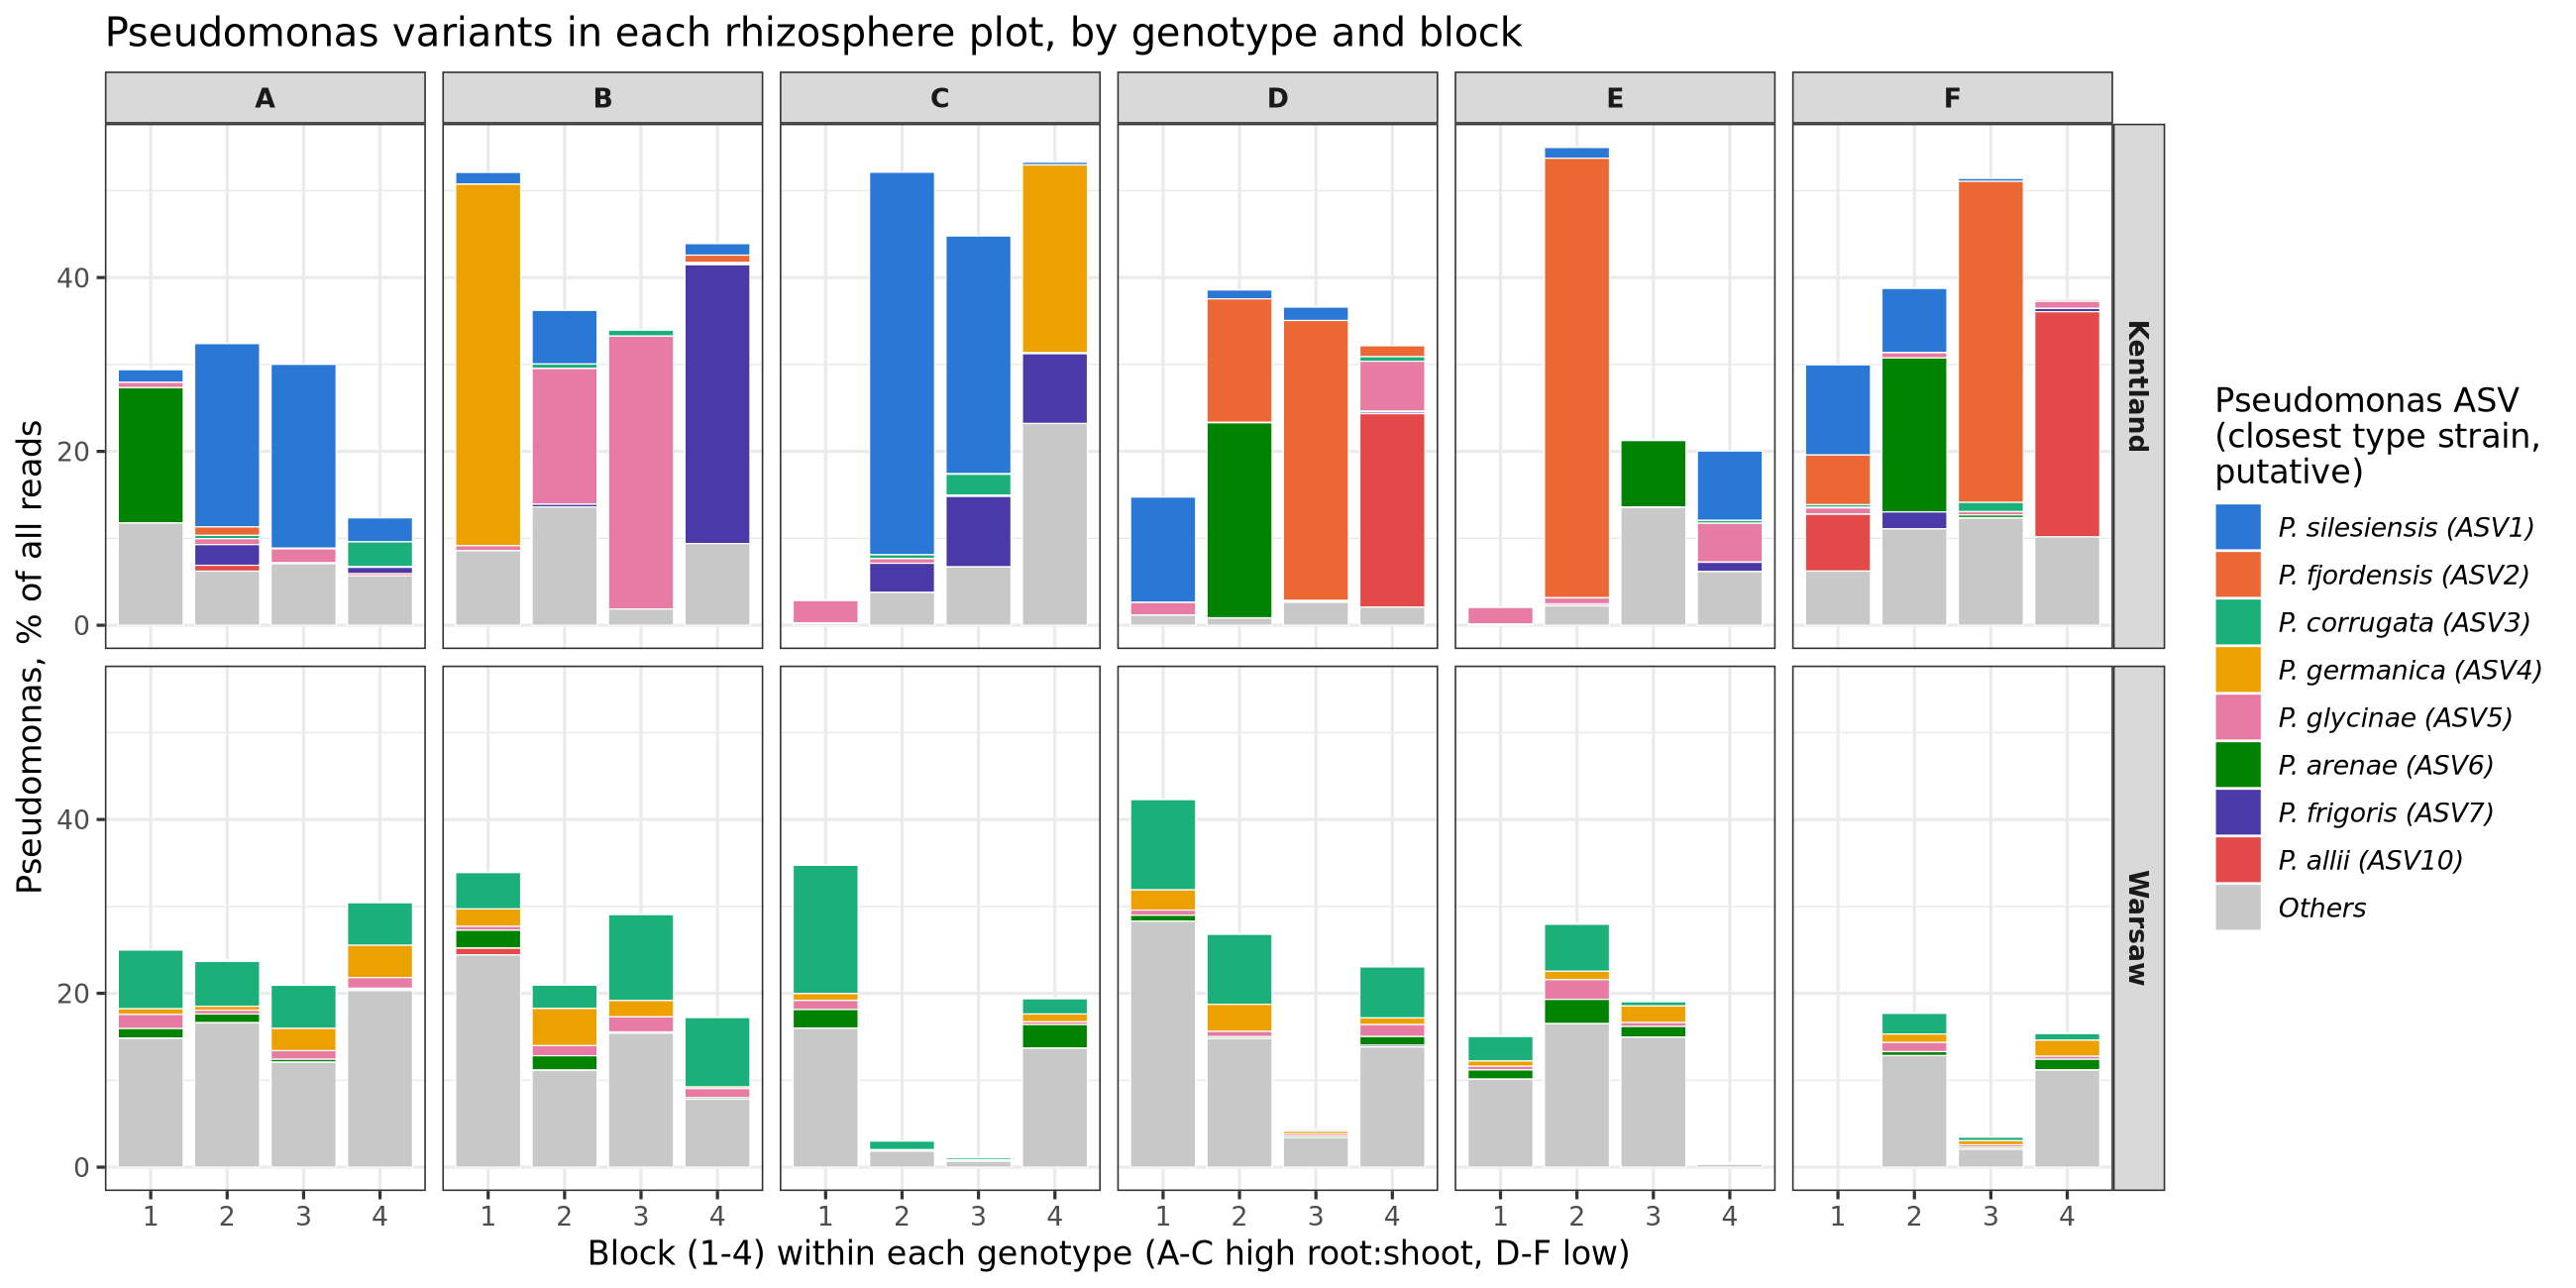 Pseudomonas variants in each rhizosphere plot, by genotype and block
A B C D E F
Kentland
Warsaw
Pseudomonas, % of all reads
40
20
0
40
20
0
1 2 3 4 1 2 3 4 1 2 3 4 1 2 3 4 1 2 3 4 1 2 3 4
Block (1-4) within each genotype (A-C high root:shoot, D-F low)
Pseudomonas ASV
(closest type strain,
putative)
P. silesiensis (ASV1)
P. fjordensis (ASV2)
P. corrugata (ASV3)
P. germanica (ASV4)
P. glycinae (ASV5)
P. arenae (ASV6)
P. frigoris (ASV7)
P. allii (ASV10)
Others